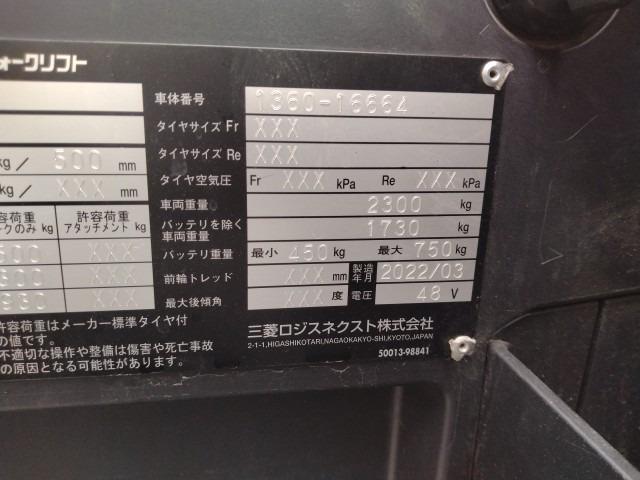 ォークリフト
車体番号 1360-16664
タイヤサイズ Fr XXX
タイヤサイズ Re XXX
kg／ 500 mm タイヤ空気圧 Fr XXX kPa Re XXX kPa
kg／ XXX mm 車両重量 2300 kg
容荷重 クのみ kg 許容荷重 アタッチメント kg バッテリを除く車両重量 1730 kg
XXX バッテリ重量 最小 450 kg 最大 750 kg
XXX 前輪トレッド XXX mm 製造年月 2022/03
XXX 最大後傾角 XXX 度 電圧 48 V
許容荷重はメーカー標準タイヤ付
の値です。
不適切な操作や整備は傷害や死亡事故
の原因となる可能性があります。
三菱ロジスネクスト株式会社
2-1-1,HIGASHIKOTARI,NAGAOKAKYO-SHI,KYOTO,JAPAN
50013-98841